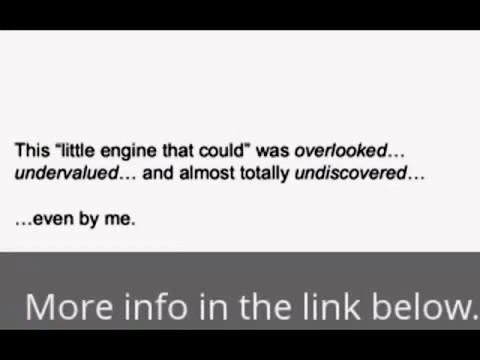 This “little engine that could” was overlooked…
undervalued… and almost totally undiscovered…
…even by me.
More info in the link below.